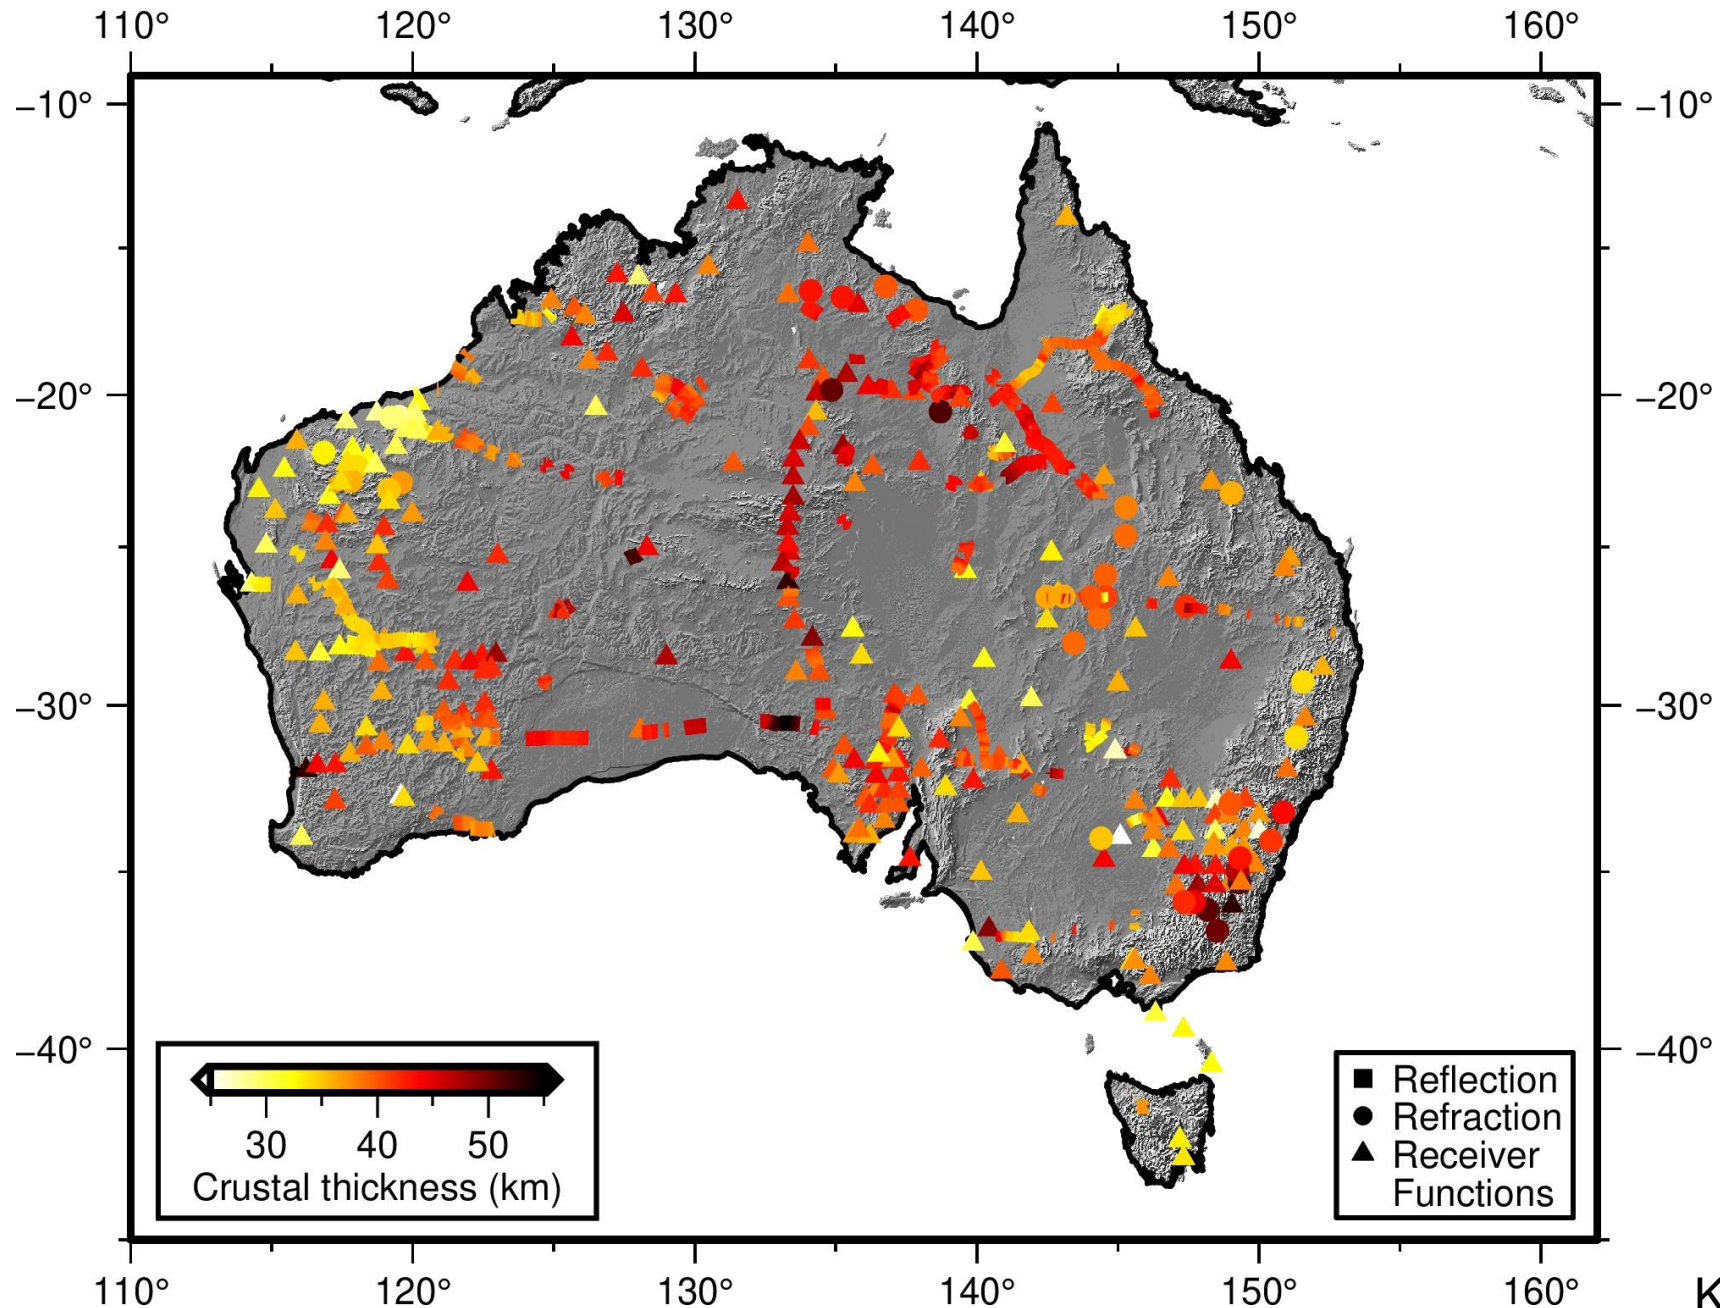 110° 120° 130° 140° 150° 160°
−10° −10°
−20° −20°
−30° −30°
−40° −40°
30 40 50
Crustal thickness (km)
Reflection
Refraction
Receiver
Functions
110° 120° 130° 140° 150° 160°
K